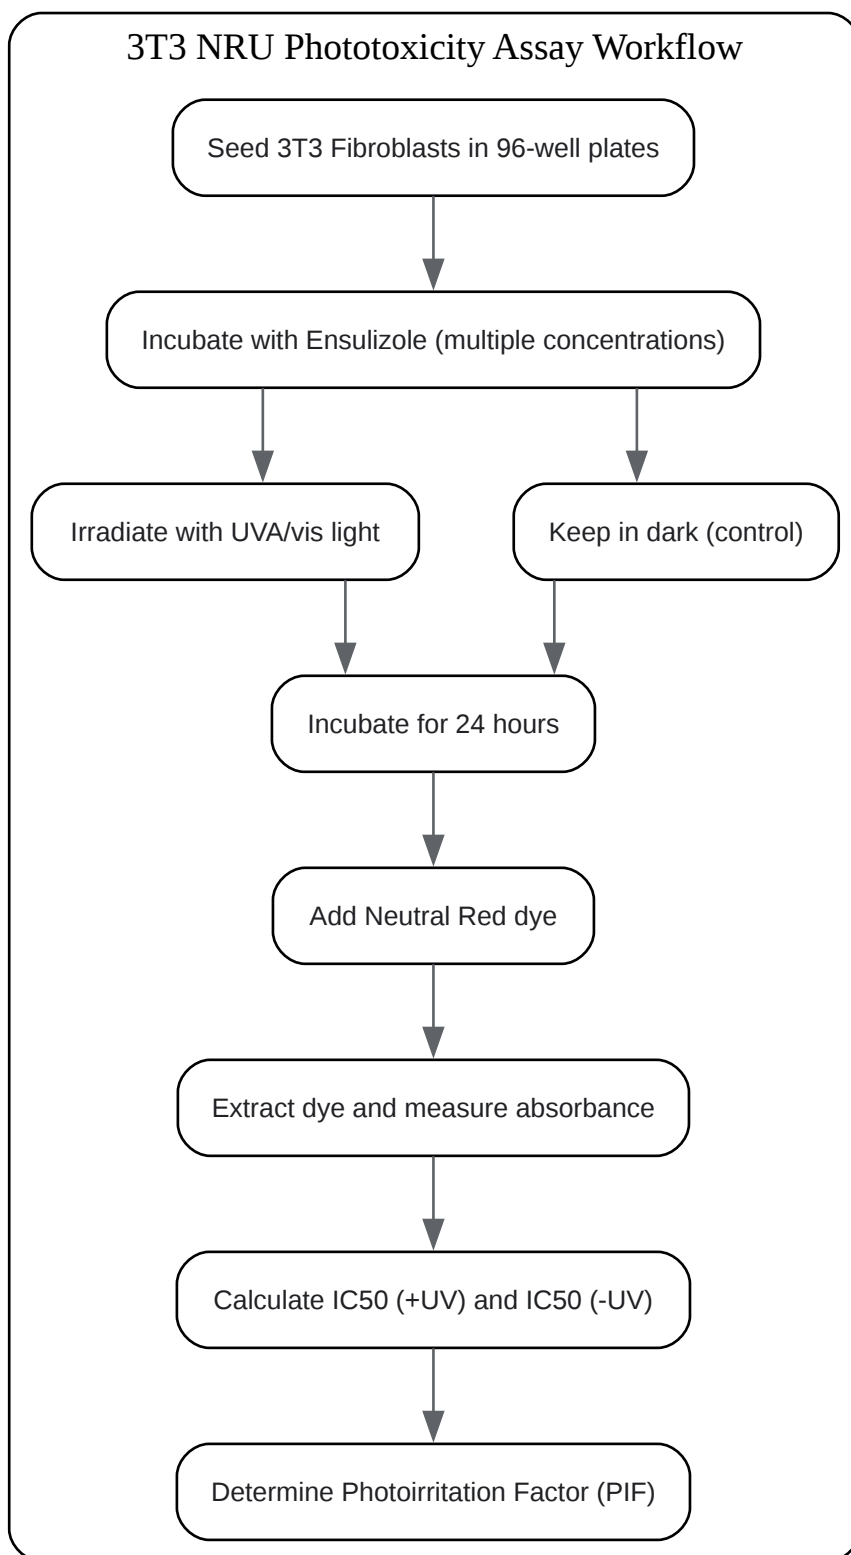 3T3 NRU Phototoxicity Assay Workflow
Seed 3T3 Fibroblasts in 96-well plates
Incubate with Ensulizole (multiple concentrations)
Irradiate with UVA/vis light
Keep in dark (control)
Incubate for 24 hours
Add Neutral Red dye
Extract dye and measure absorbance
Calculate IC50 (+UV) and IC50 (-UV)
Determine Photoirritation Factor (PIF)